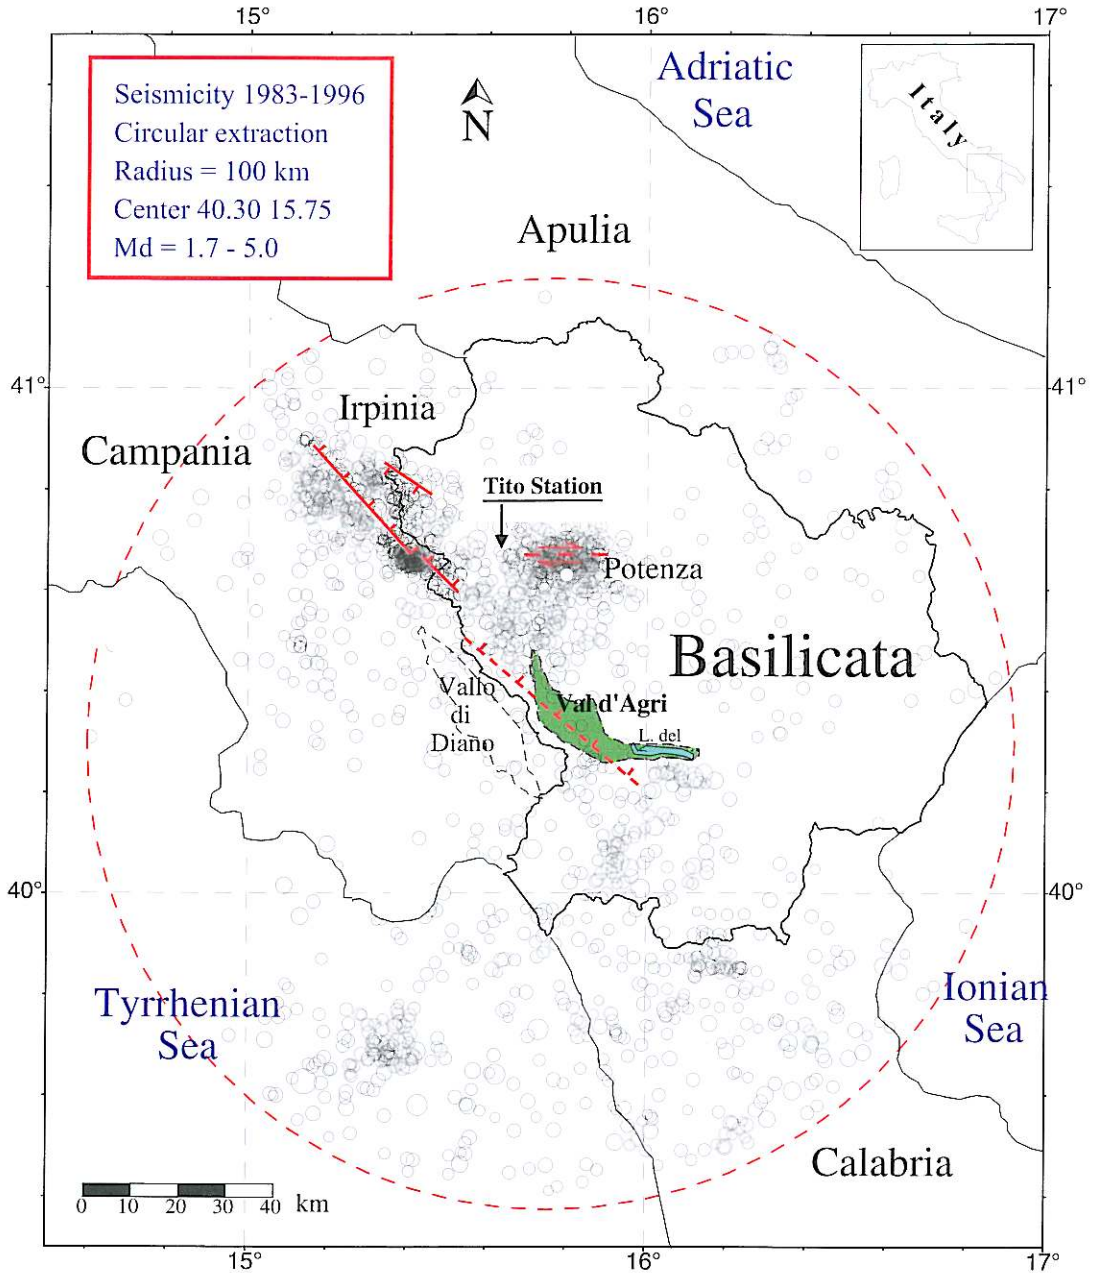 15°
16°
17°
Seismicity 1983-1996
Circular extraction
Radius = 100 km
Center 40.30 15.75
Md = 1.7 - 5.0
N
Adriatic
Sea
Italy
Apulia
41°
41°
Irpinia
Campania
Tito Station
Potenza
Basilicata
Vallo
di
Diano
Val d'Agri
L. del
40°
40°
Tyrrhenian
Sea
Ionian
Sea
Calabria
0 10 20 30 40 km
15°
16°
17°